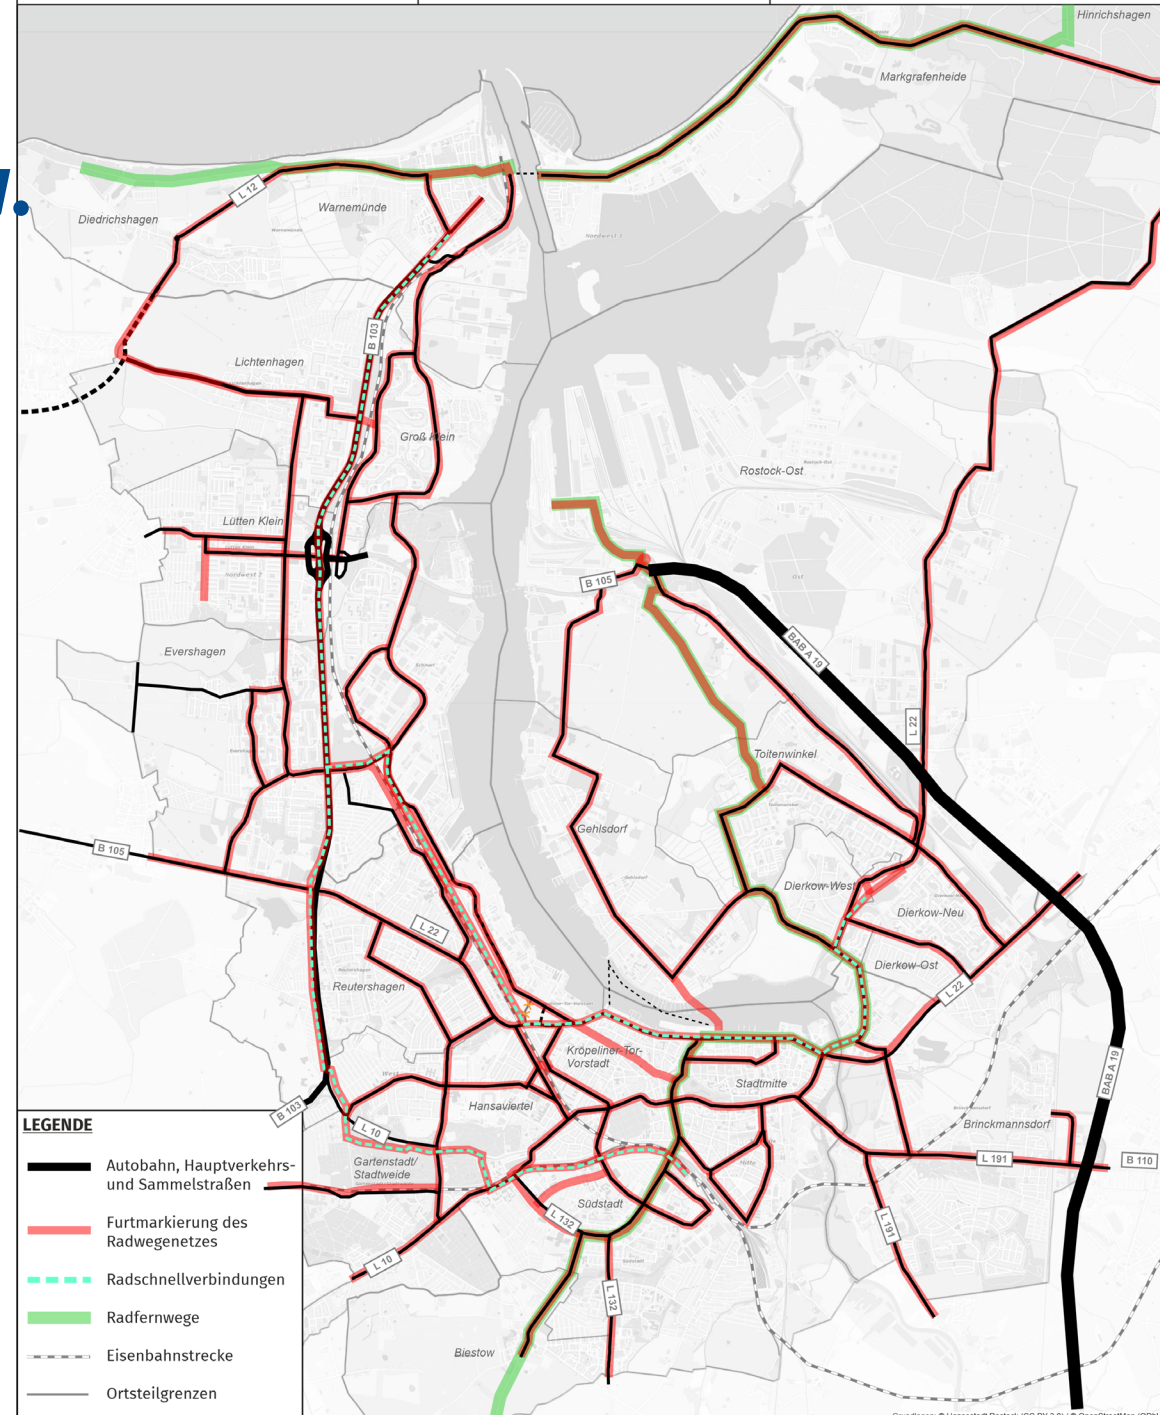 Hinrichshagen
Markgrafenheide
L 12
Diedrichshagen
Warnemünde
B 103
Lichtenhagen
Groß Klein
Rostock-Ost
Lütten Klein
B 105
BAB A 19
Evershagen
L 22
Toitenwinkel
Gehlsdorf
B 105
Dierkow-West
Dierkow-Neu
L 22
Dierkow-Ost
Reutershagen
L 22
Kröpeliner-Tor-
Vorstadt
Stadtmitte
BAB A 19
B 103
Hansaviertel
L 10
Brinckmannsdorf
L 191
B 110
Gartenstadt/
Stadtweide
Südstadt
L 132
L 191
L 10
L 132
Biestow
LEGENDE
Autobahn, Hauptverkehrs-
und Sammelstraßen
Furtmarkierung des
Radwegenetzes
Radschnellverbindungen
Radfernwege
Eisenbahnstrecke
Ortsteilgrenzen